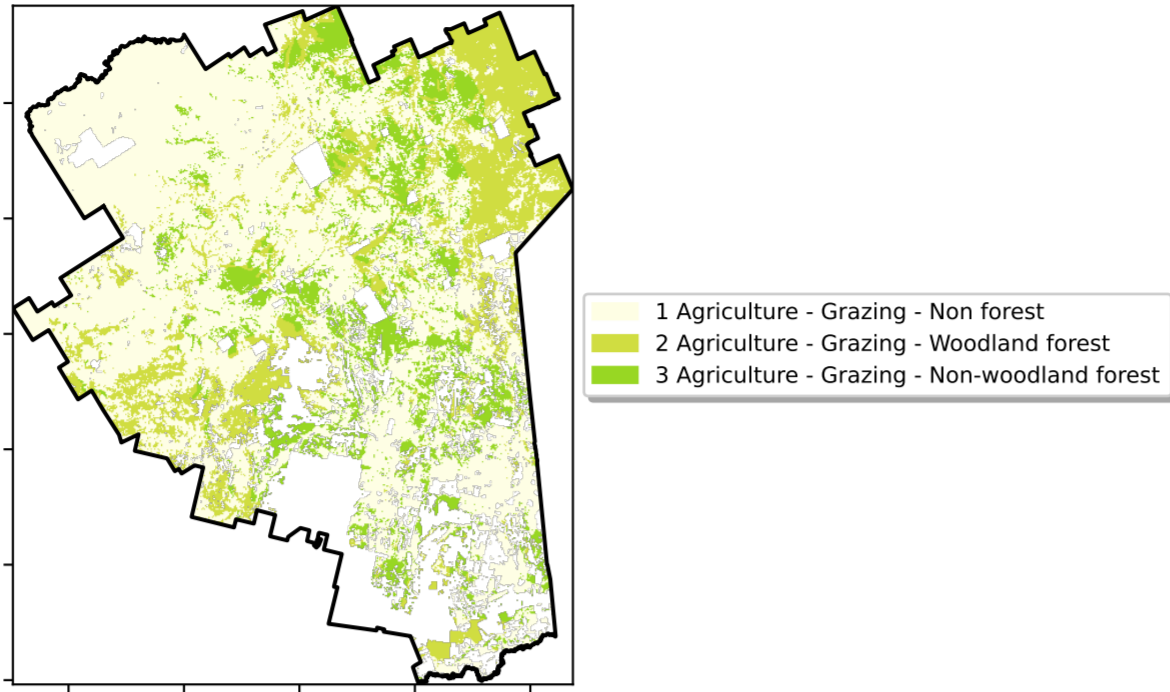 1 Agriculture - Grazing - Non forest
2 Agriculture - Grazing - Woodland forest
3 Agriculture - Grazing - Non-woodland forest